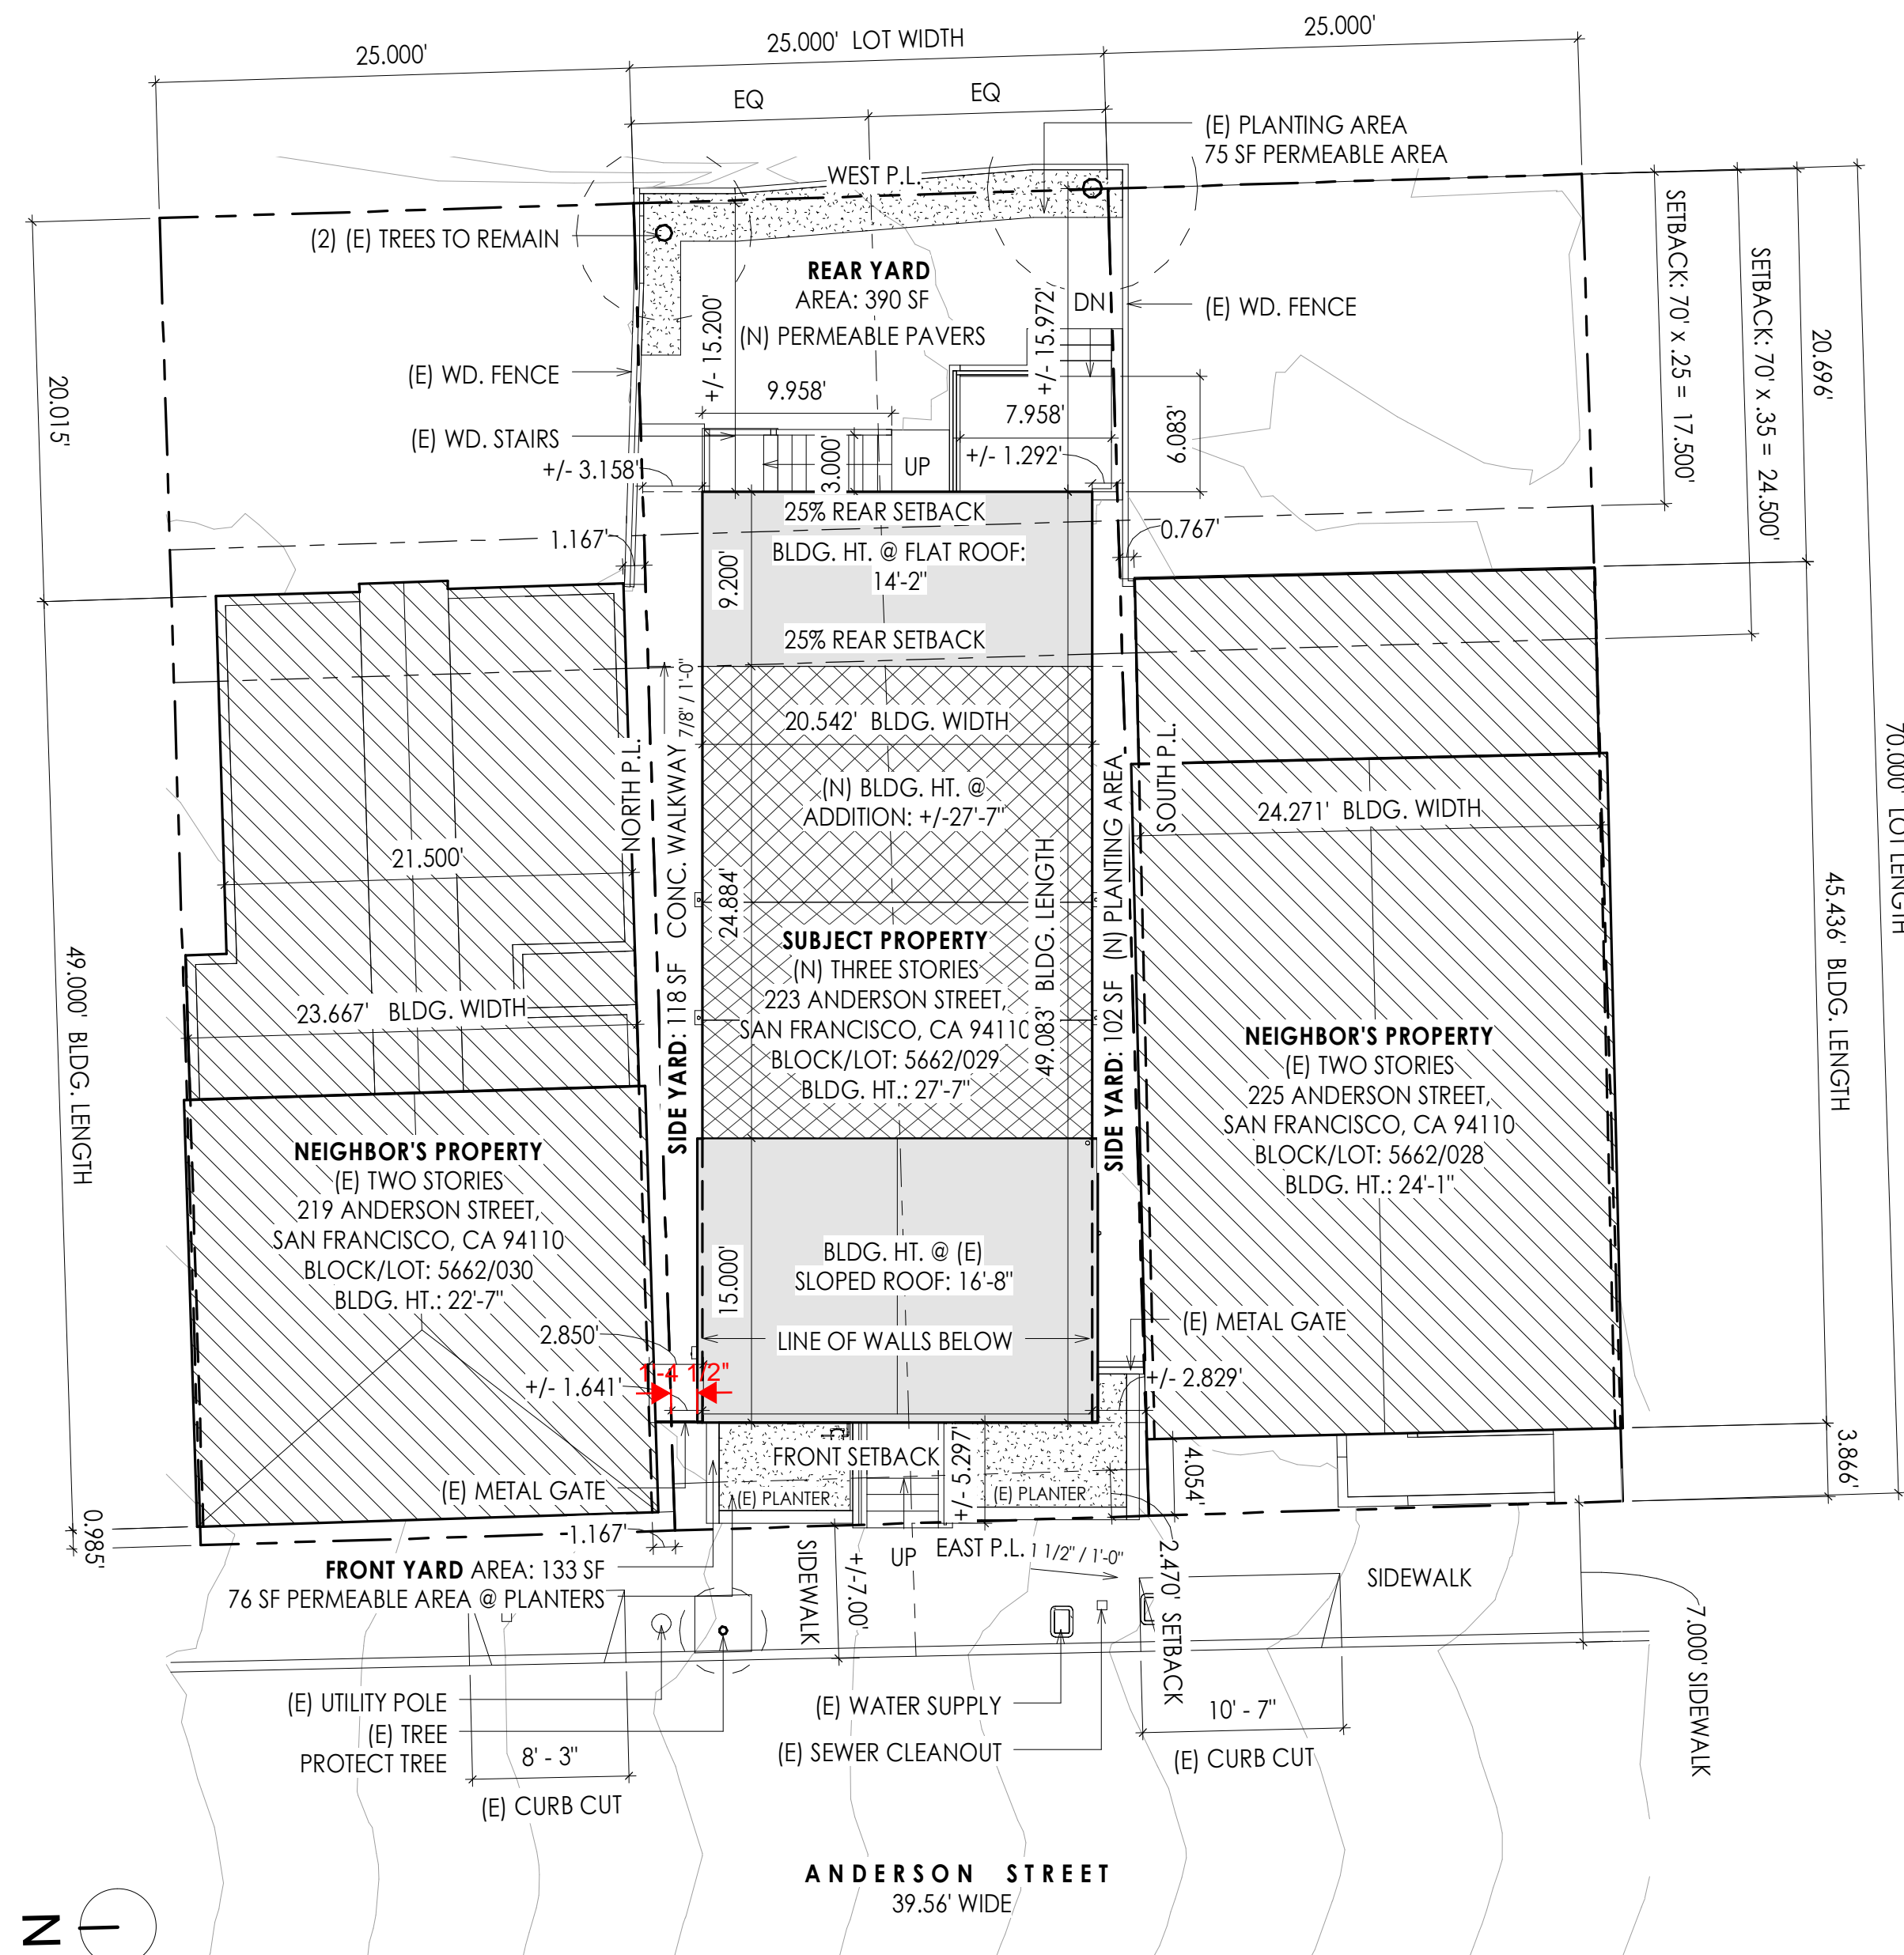 25.000'
25.000' LOT WIDTH
25.000'
EQ
EQ
(E) PLANTING AREA
75 SF PERMEABLE AREA
WEST P.L.
(2) (E) TREES TO REMAIN
REAR YARD
AREA: 390 SF
(N) PERMEABLE PAVERS
DN
(E) WD. FENCE
+/- 15.200'
+/- 15.972'
SETBACK: 70' x .25 = 17.500'
SETBACK: 70' x .35 = 24.500'
20.696'
20.015'
(E) WD. FENCE
9.958'
7.958'
6.083'
(E) WD. STAIRS
3.000'
UP
+/- 1.292'
+/- 3.158'
25% REAR SETBACK
1.167'
0.767'
BLDG. HT. @ FLAT ROOF:
14'-2"
9.200'
25% REAR SETBACK
7/8" / 1'-0"
20.542' BLDG. WIDTH
NORTH P.L.
CONC. WALKWAY
SIDE YARD: 118 SF
(N) BLDG. HT. @
ADDITION: +/-27'-7"
(N) PLANTING AREA
SIDE YARD: 102 SF
SOUTH P.L.
24.271' BLDG. WIDTH
70.000' LOT LENGTH
21.500'
24.884'
49.083' BLDG. LENGTH
45.436' BLDG. LENGTH
SUBJECT PROPERTY
(N) THREE STORIES
223 ANDERSON STREET,
SAN FRANCISCO, CA 94110
BLOCK/LOT: 5662/029
BLDG. HT.: 27'-7"
49.000' BLDG. LENGTH
23.667' BLDG. WIDTH
NEIGHBOR'S PROPERTY
(E) TWO STORIES
225 ANDERSON STREET,
SAN FRANCISCO, CA 94110
BLOCK/LOT: 5662/028
BLDG. HT.: 24'-1"
NEIGHBOR'S PROPERTY
(E) TWO STORIES
219 ANDERSON STREET,
SAN FRANCISCO, CA 94110
BLOCK/LOT: 5662/030
BLDG. HT.: 22'-7"
15.000'
BLDG. HT. @ (E)
SLOPED ROOF: 16'-8"
LINE OF WALLS BELOW
2.850'
1'-4 1/2"
+/- 1.641'
(E) METAL GATE
+/- 2.829'
FRONT SETBACK
+/- 5.297'
4.054'
3.866'
(E) METAL GATE
(E) PLANTER
(E) PLANTER
0.985'
-1.167'
FRONT YARD AREA: 133 SF
76 SF PERMEABLE AREA @ PLANTERS
SIDEWALK
+/-7.00'
UP
EAST P.L.
1 1/2" / 1'-0"
2.470' SETBACK
SIDEWALK
7.000' SIDEWALK
(E) UTILITY POLE
(E) TREE
PROTECT TREE
8' - 3"
(E) CURB CUT
(E) WATER SUPPLY
(E) SEWER CLEANOUT
10' - 7"
(E) CURB CUT
ANDERSON STREET
39.56' WIDE
N